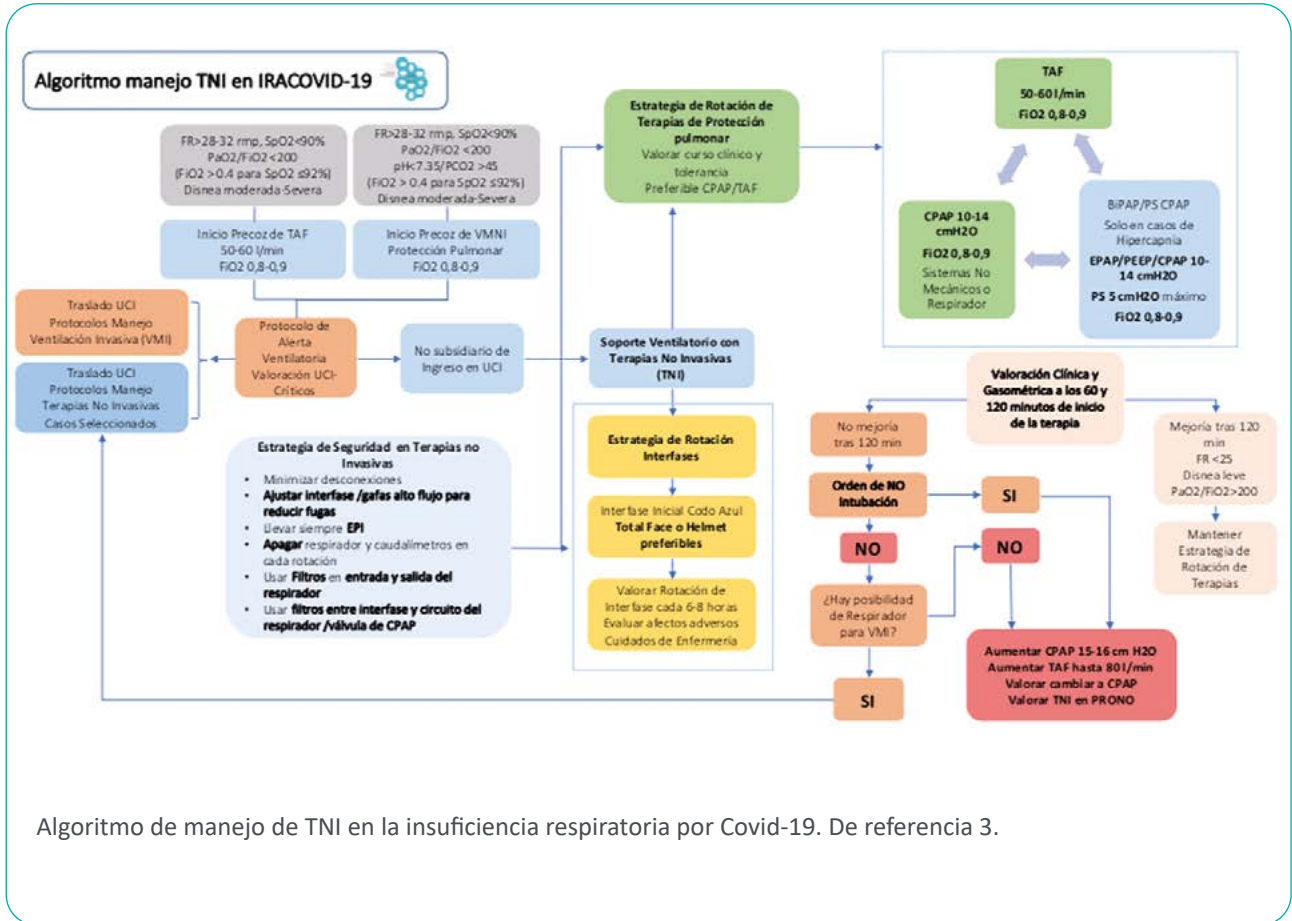 Algoritmo manejo TNI en IRACOVID-19
FR>28-32 rmp, SpO2<90%
PaO2/FiO2 <200
(FiO2 >0.4 para SpO2 ≤92%)
Disnea moderada-Severa
FR>28-32 rmp, SpO2<90%
PaO2/FiO2 <200
pH<7.35/PCO2 >45
(FiO2 > 0.4 para SpO2 ≤92%)
Disnea moderada-Severa
Inicio Precoz de TAF
50-60 l/min
FiO2 0,8-0,9
Inicio Precoz de VMNI
Protección Pulmonar
FiO2 0,8-0,9
Traslado UCI
Protocolos Manejo
Ventilación Invasiva (VMI)
Traslado UCI
Protocolos Manejo
Terapias No Invasivas
Casos Seleccionados
Protocolo de
Alerta
Ventilatoria
Valoración UCI-
Críticos
No subsidiario de
Ingreso en UCI
Soporte Ventilatorio con
Terapias No Invasivas
(TNI)
Estrategia de Rotación de
Terapias de Protección
pulmonar
Valorar curso clínico y
tolerancia
Preferible CPAP/TAF
TAF
50-60 l/min
FiO2 0,8-0,9
CPAP 10-14
cmH2O
FiO2 0,8-0,9
Sistemas No
Mecánicos o
Respirador
BiPAP/PS CPAP
Solo en casos de
Hipercapnia
EPAP/PEEP/CPAP 10-
14 cmH2O
PS 5 cmH2O máximo
FiO2 0,8-0,9
Estrategia de Seguridad en Terapias no
Invasivas
• Minimizar desconexiones
• Ajustar interfase /gafas alto flujo para
reducir fugas
• Llevar siempre EPI
• Apagar respirador y caudalímetros en
cada rotación
• Usar Filtros en entrada y salida del
respirador
• Usar filtros entre interfase y circuito del
respirador /válvula de CPAP
Estrategia de Rotación
Interfases
Interfase Inicial Codo Azul
Total Face o Helmet
preferibles
Valorar Rotación de
Interfase cada 6-8 horas
Evaluar afectos adversos
Cuidados de Enfermería
Valoración Clínica y
Gasométrica a los 60 y
120 minutos de inicio
de la terapia
No mejoría
tras 120 min
Orden de NO
Intubación
SI
NO
NO
¿Hay posibilidad
de Respirador
para VMI?
SI
Mejoría tras 120
min
FR <25
Disnea leve
PaO2/FiO2>200
Mantener
Estrategia de
Rotación de
Terapias
Aumentar CPAP 15-16 cm H2O
Aumentar TAF hasta 80 l/min
Valorar cambiar a CPAP
Valorar TNI en PRONO
Algoritmo de manejo de TNI en la insuficiencia respiratoria por Covid-19. De referencia 3.